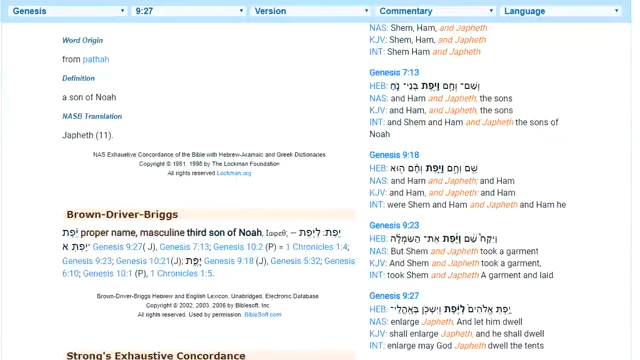 Genesis 9:27 Version Commentary Language
Word Origin
from pathah
Definition
a son of Noah
NASB Translation
Japheth (11).
NAS Exhaustive Concordance of the Bible with Hebrew-Aramaic and Greek Dictionaries
Copyright © 1981, 1998 by The Lockman Foundation
All rights reserved Lockman.org
Brown-Driver-Briggs
יֶ֫פֶת proper name, masculine third son of Noah, Ιαφεθ; — יֶפֶת: לְיֶפֶת
Genesis 9:27( J), Genesis 7:13; Genesis 10:2 (P) = 1 Chronicles 1:4;
Genesis 9:23; Genesis 10:21(J); יָ֑פֶת Genesis 9:18 (J), Genesis 5:32; Genesis
6:10; Genesis 10:1 (P), 1 Chronicles 1:5.
Brown-Driver-Briggs Hebrew and English Lexicon, Unabridged, Electronic Database
Copyright © 2002, 2003, 2006 by Biblesoft, Inc.
All rights reserved. Used by permission. BibleSoft.com
Strong's Exhaustive Concordance
NAS: Shem, Ham, and Japheth
KJV: Shem, Ham, and Japheth
INT: Shem Ham and Japheth
Genesis 7:13
HEB: וְשֵׁם־ וְחָ֥ם וָיֶ֖פֶת בְּנֵי־ נֹ֑חַ
NAS: and Ham and Japheth, the sons
KJV: and Ham, and Japheth, the sons
INT: and Shem and Ham and Japheth the sons of
Noah
Genesis 9:18
HEB: שֵׁ֖ם וְחָ֣ם וָיָ֑פֶת וְחָ֕ם ה֖וּא
NAS: and Ham and Japheth; and Ham
KJV: and Ham, and Japheth: and Ham
INT: were Shem and Ham and Japheth and Ham he
Genesis 9:23
HEB: וַיִּקַּח֩ שֵׁ֨ם וָיֶ֜פֶת אֶת־ הַשִּׂמְלָ֗ה
NAS: But Shem and Japheth took a garment
KJV: And Shem and Japheth took a garment,
INT: took Shem and Japheth A garment and laid
Genesis 9:27
HEB: יַ֤פְתְּ אֱלֹהִים֙ לְיֶ֔פֶת וְיִשְׁכֹּ֖ן בְּאָֽהֳלֵי־
NAS: enlarge Japheth, And let him dwell
KJV: shall enlarge Japheth, and he shall dwell
INT: enlarge may God Japheth dwell the tents